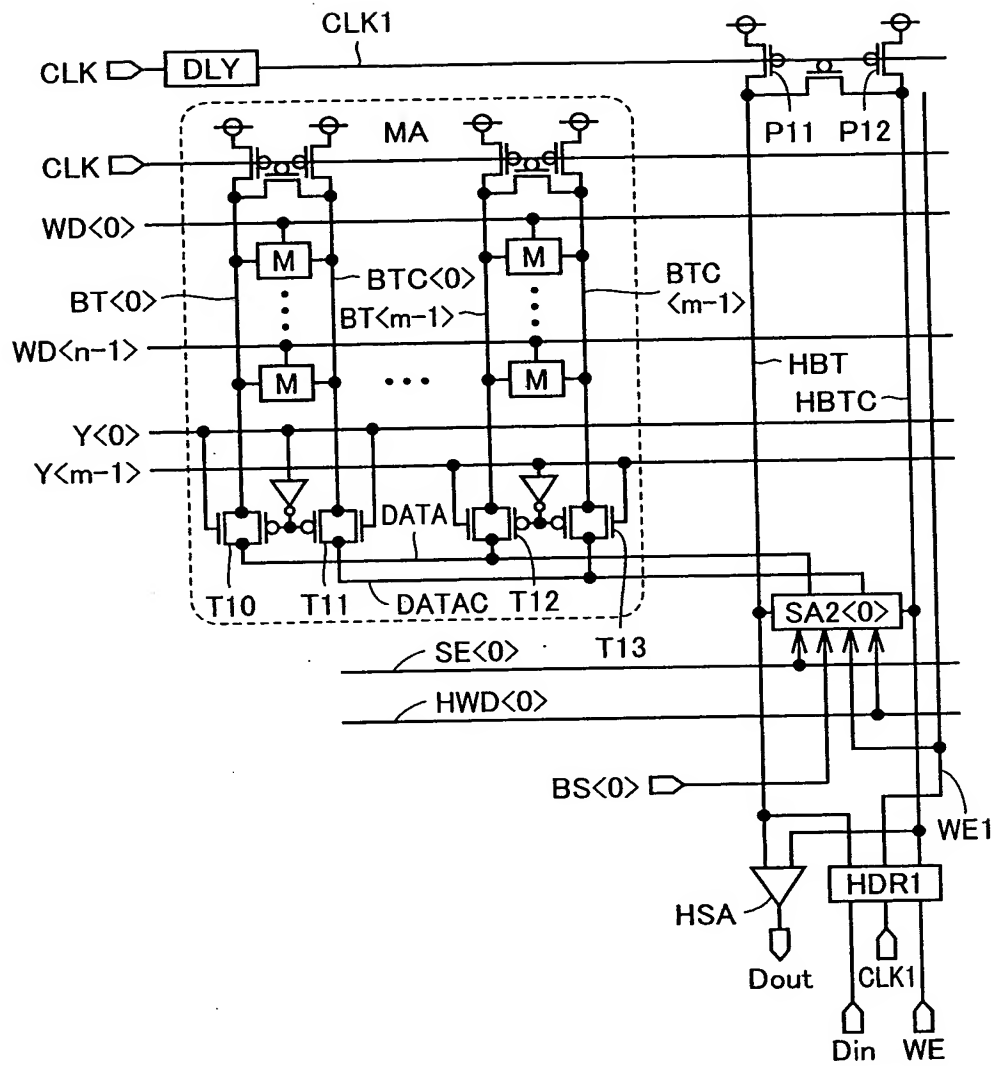 CLK1
CLK
DLY
P11
P12
MA
CLK
WD<0>
M
M
BTC<0>
BTC
<m-1>
BT<0>
BT<m-1>
WD<n-1>
HBT
M
M
HBTC
Y<0>
Y<m-1>
DATA
T10
T11
DATAC
T12
SA2<0>
T13
SE<0>
HWD<0>
BS<0>
WE1
HSA
HDR1
Dout
CLK1
Din
WE